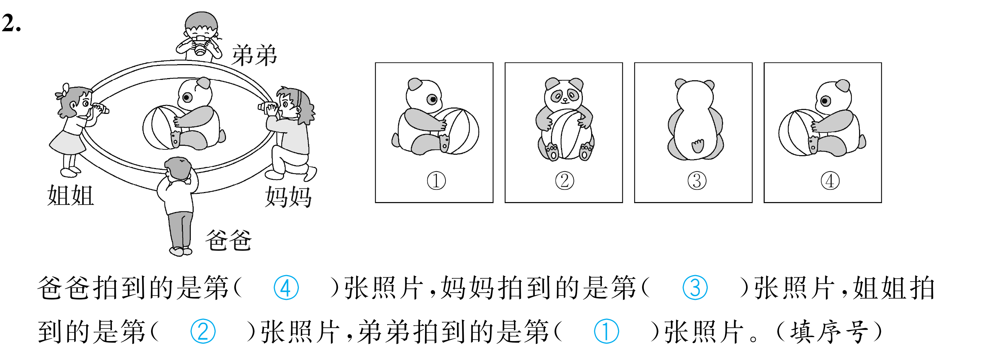 2.
弟弟
姐姐
妈妈
爸爸
① ② ③ ④
爸爸拍到的是第( ④ )张照片,妈妈拍到的是第( ③ )张照片,姐姐拍
到的是第( ② )张照片,弟弟拍到的是第( ① )张照片。(填序号)